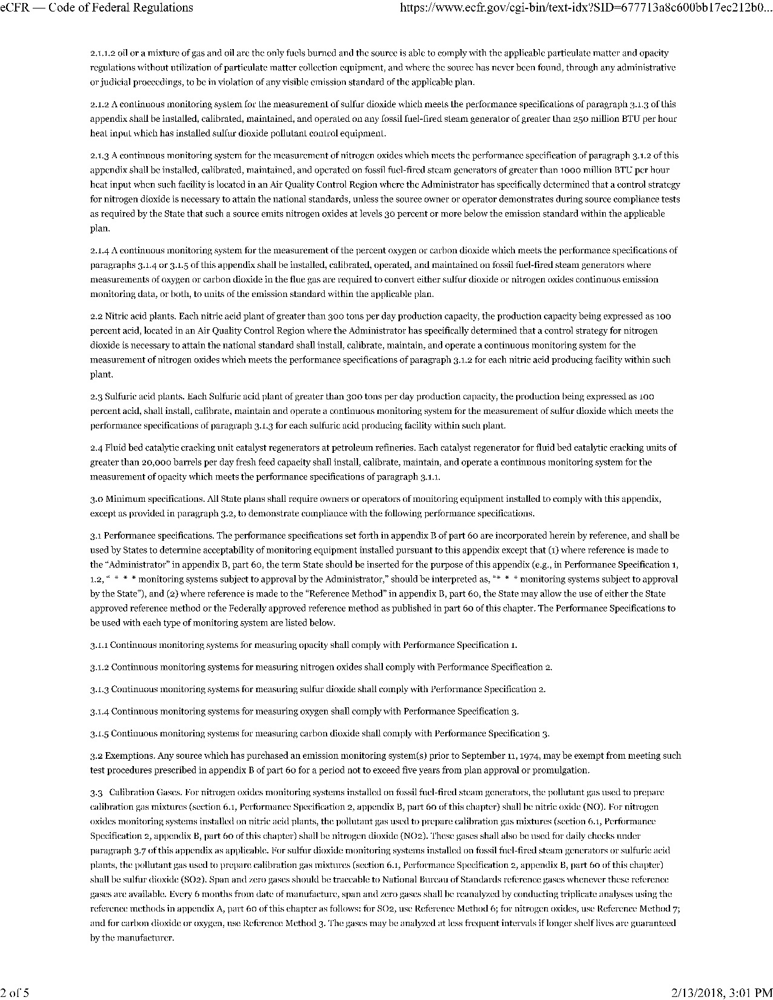 eCFR — Code of Federal Regulations https://www.ecfr.gov/cgi-bin/text-idx?SID=677713a8c600bb17ec212b0...
2.1.1.2 oil or a mixture of gas and oil are the only fuels burned and the source is able to comply with the applicable particulate matter and opacity
regulations without utilization of particulate matter collection equipment, and where the source has never been found, through any administrative
or judicial proceedings, to be in violation of any visible emission standard of the applicable plan.
2.1.2 A continuous monitoring system for the measurement of sulfur dioxide which meets the performance specifications of paragraph 3.1.3 of this
appendix shall be installed, calibrated, maintained, and operated on any fossil fuel-fired steam generator of greater than 250 million BTU per hour
heat input which has installed sulfur dioxide pollutant control equipment.
2.1.3 A continuous monitoring system for the measurement of nitrogen oxides which meets the performance specification of paragraph 3.1.2 of this
appendix shall be installed, calibrated, maintained, and operated on fossil fuel-fired steam generators of greater than 1000 million BTU per hour
heat input when such facility is located in an Air Quality Control Region where the Administrator has specifically determined that a control strategy
for nitrogen dioxide is necessary to attain the national standards, unless the source owner or operator demonstrates during source compliance tests
as required by the State that such a source emits nitrogen oxides at levels 30 percent or more below the emission standard within the applicable
plan.
2.1.4 A continuous monitoring system for the measurement of the percent oxygen or carbon dioxide which meets the performance specifications of
paragraphs 3.1.4 or 3.1.5 of this appendix shall be installed, calibrated, operated, and maintained on fossil fuel-fired steam generators where
measurements of oxygen or carbon dioxide in the flue gas are required to convert either sulfur dioxide or nitrogen oxides continuous emission
monitoring data, or both, to units of the emission standard within the applicable plan.
2.2 Nitric acid plants. Each nitric acid plant of greater than 300 tons per day production capacity, the production capacity being expressed as 100
percent acid, located in an Air Quality Control Region where the Administrator has specifically determined that a control strategy for nitrogen
dioxide is necessary to attain the national standard shall install, calibrate, maintain, and operate a continuous monitoring system for the
measurement of nitrogen oxides which meets the performance specifications of paragraph 3.1.2 for each nitric acid producing facility within such
plant.
2.3 Sulfuric acid plants. Each Sulfuric acid plant of greater than 300 tons per day production capacity, the production being expressed as 100
percent acid, shall install, calibrate, maintain and operate a continuous monitoring system for the measurement of sulfur dioxide which meets the
performance specifications of paragraph 3.1.3 for each sulfuric acid producing facility within such plant.
2.4 Fluid bed catalytic cracking unit catalyst regenerators at petroleum refineries. Each catalyst regenerator for fluid bed catalytic cracking units of
greater than 20,000 barrels per day fresh feed capacity shall install, calibrate, maintain, and operate a continuous monitoring system for the
measurement of opacity which meets the performance specifications of paragraph 3.1.1.
3.0 Minimum specifications. All State plans shall require owners or operators of monitoring equipment installed to comply with this appendix,
except as provided in paragraph 3.2, to demonstrate compliance with the following performance specifications.
3.1 Performance specifications. The performance specifications set forth in appendix B of part 60 are incorporated herein by reference, and shall be
used by States to determine acceptability of monitoring equipment installed pursuant to this appendix except that (1) where reference is made to
the “Administrator” in appendix B, part 60, the term State should be inserted for the purpose of this appendix (e.g., in Performance Specification 1,
1.2, “ * * * monitoring systems subject to approval by the Administrator,” should be interpreted as, “* * * monitoring systems subject to approval
by the State”), and (2) where reference is made to the “Reference Method” in appendix B, part 60, the State may allow the use of either the State
approved reference method or the Federally approved reference method as published in part 60 of this chapter. The Performance Specifications to
be used with each type of monitoring system are listed below.
3.1.1 Continuous monitoring systems for measuring opacity shall comply with Performance Specification 1.
3.1.2 Continuous monitoring systems for measuring nitrogen oxides shall comply with Performance Specification 2.
3.1.3 Continuous monitoring systems for measuring sulfur dioxide shall comply with Performance Specification 2.
3.1.4 Continuous monitoring systems for measuring oxygen shall comply with Performance Specification 3.
3.1.5 Continuous monitoring systems for measuring carbon dioxide shall comply with Performance Specification 3.
3.2 Exemptions. Any source which has purchased an emission monitoring system(s) prior to September 11, 1974, may be exempt from meeting such
test procedures prescribed in appendix B of part 60 for a period not to exceed five years from plan approval or promulgation.
3.3 Calibration Gases. For nitrogen oxides monitoring systems installed on fossil fuel-fired steam generators, the pollutant gas used to prepare
calibration gas mixtures (section 6.1, Performance Specification 2, appendix B, part 60 of this chapter) shall be nitric oxide (NO). For nitrogen
oxides monitoring systems installed on nitric acid plants, the pollutant gas used to prepare calibration gas mixtures (section 6.1, Performance
Specification 2, appendix B, part 60 of this chapter) shall be nitrogen dioxide (NO2). These gases shall also be used for daily checks under
paragraph 3.7 of this appendix as applicable. For sulfur dioxide monitoring systems installed on fossil fuel-fired steam generators or sulfuric acid
plants, the pollutant gas used to prepare calibration gas mixtures (section 6.1, Performance Specification 2, appendix B, part 60 of this chapter)
shall be sulfur dioxide (SO2). Span and zero gases should be traceable to National Bureau of Standards reference gases whenever these reference
gases are available. Every 6 months from date of manufacture, span and zero gases shall be reanalyzed by conducting triplicate analyses using the
reference methods in appendix A, part 60 of this chapter as follows: for SO2, use Reference Method 6; for nitrogen oxides, use Reference Method 7;
and for carbon dioxide or oxygen, use Reference Method 3. The gases may be analyzed at less frequent intervals if longer shelf lives are guaranteed
by the manufacturer.
2 of 5 2/13/2018, 3:01 PM